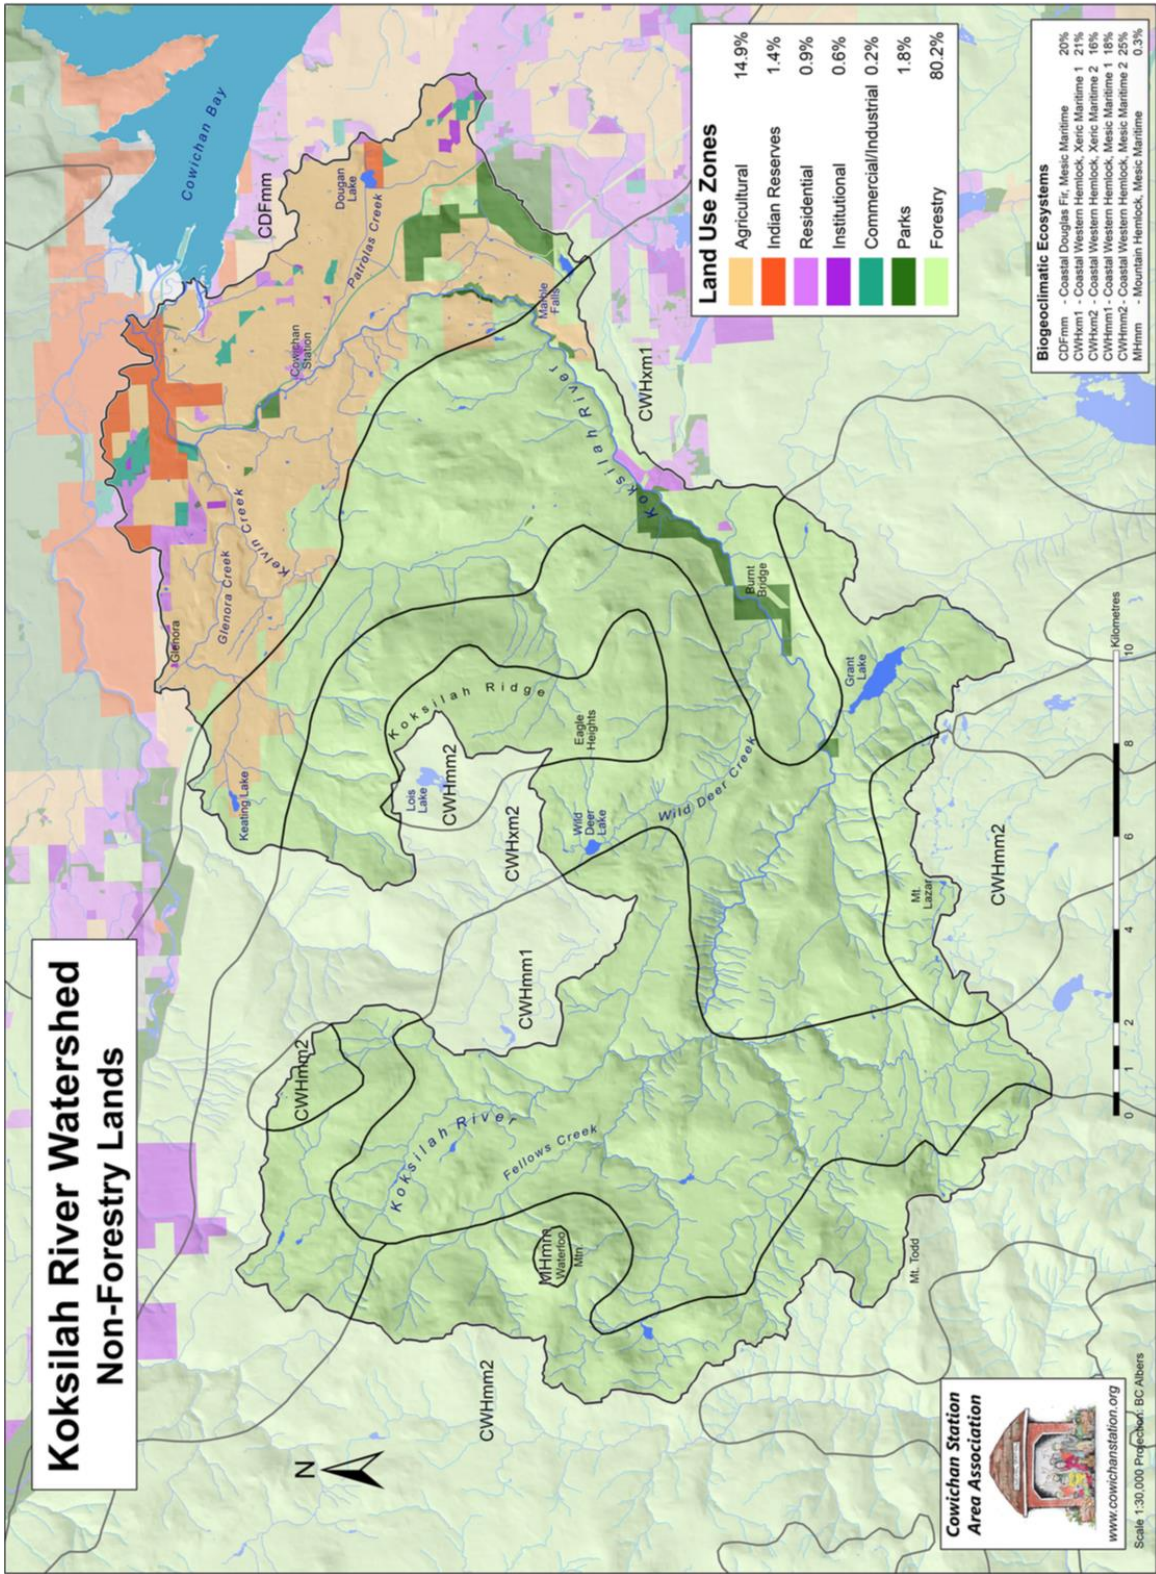 Koksilah River Watershed
Non-Forestry Lands
N
Cowichan Bay
CDFmm
Dougan
Lake
Patrolas Creek
Cowichan
Station
Marble
Falls
Kelvin Creek
Glenora Creek
Glenora
Keating Lake
Koksilah River
CWHxm1
Koksilah Ridge
Lois
Lake
CWHmm2
Eagle
Heights
Burnt
Bridge
Grant
Lake
CWHxm2
Wild
Deer
Lake
Wild Deer Creek
CWHmm1
CWHmm2
Koksilah River
Fellows Creek
MHmm
Waterloo
Mtn
Mt.
Lazar
CWHmm2
Mt. Todd
CWHmm2
Land Use Zones
Agricultural 14.9%
Indian Reserves 1.4%
Residential 0.9%
Institutional 0.6%
Commercial/Industrial 0.2%
Parks 1.8%
Forestry 80.2%
Biogeoclimatic Ecosystems
CDFmm - Coastal Douglas Fir, Mesic Maritime 20%
CWHxm1 - Coastal Western Hemlock, Xeric Maritime 1 21%
CWHxm2 - Coastal Western Hemlock, Xeric Maritime 2 16%
CWHmm1 - Coastal Western Hemlock, Mesic Maritime 1 18%
CWHmm2 - Coastal Western Hemlock, Mesic Maritime 2 25%
MHmm - Mountain Hemlock, Mesic Maritime 0.3%
0 1 2 4 6 8 10
Kilometres
Cowichan Station
Area Association
www.cowichanstation.org
Scale 1:30,000 Projection: BC Albers